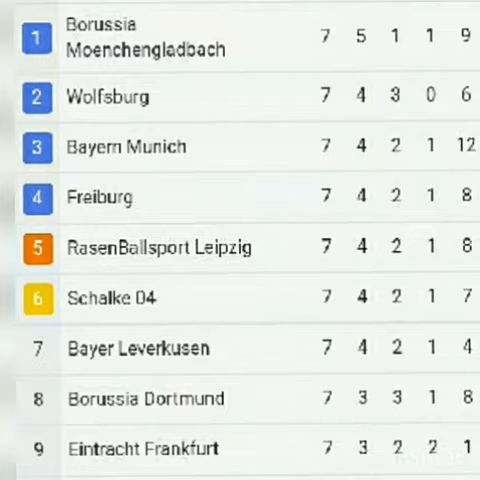 1 Borussia Moenchengladbach 7 5 1 1 9
2 Wolfsburg 7 4 3 0 6
3 Bayern Munich 7 4 2 1 12
4 Freiburg 7 4 2 1 8
5 RasenBallsport Leipzig 7 4 2 1 8
6 Schalke 04 7 4 2 1 7
7 Bayer Leverkusen 7 4 2 1 4
8 Borussia Dortmund 7 3 3 1 8
9 Eintracht Frankfurt 7 3 2 2 1